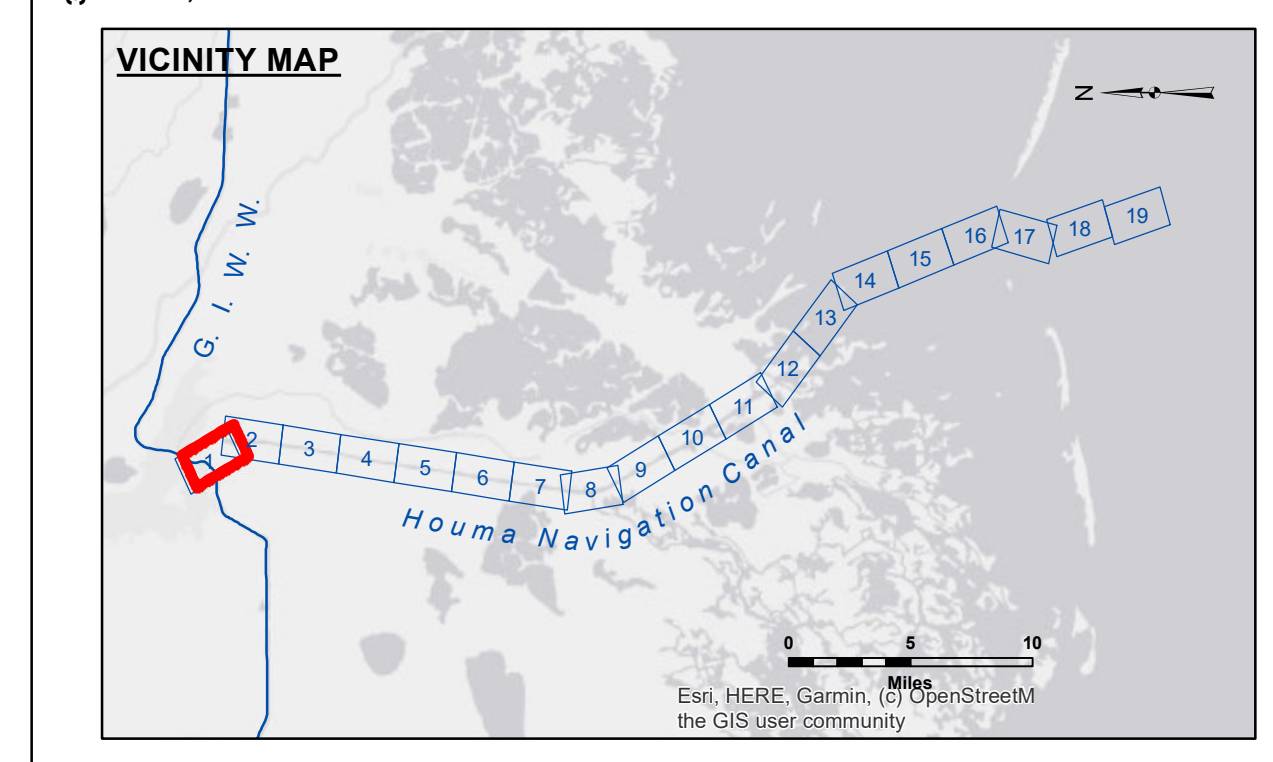 VICINITY MAP
N
G. I. W. W.
1
2
3
4
5
6
7
8
9
10
11
12
13
14
15
16
17
18
19
Houma Navigation Canal
0 5 10
Miles
Esri, HERE, Garmin, (c) OpenStreetM
the GIS user community